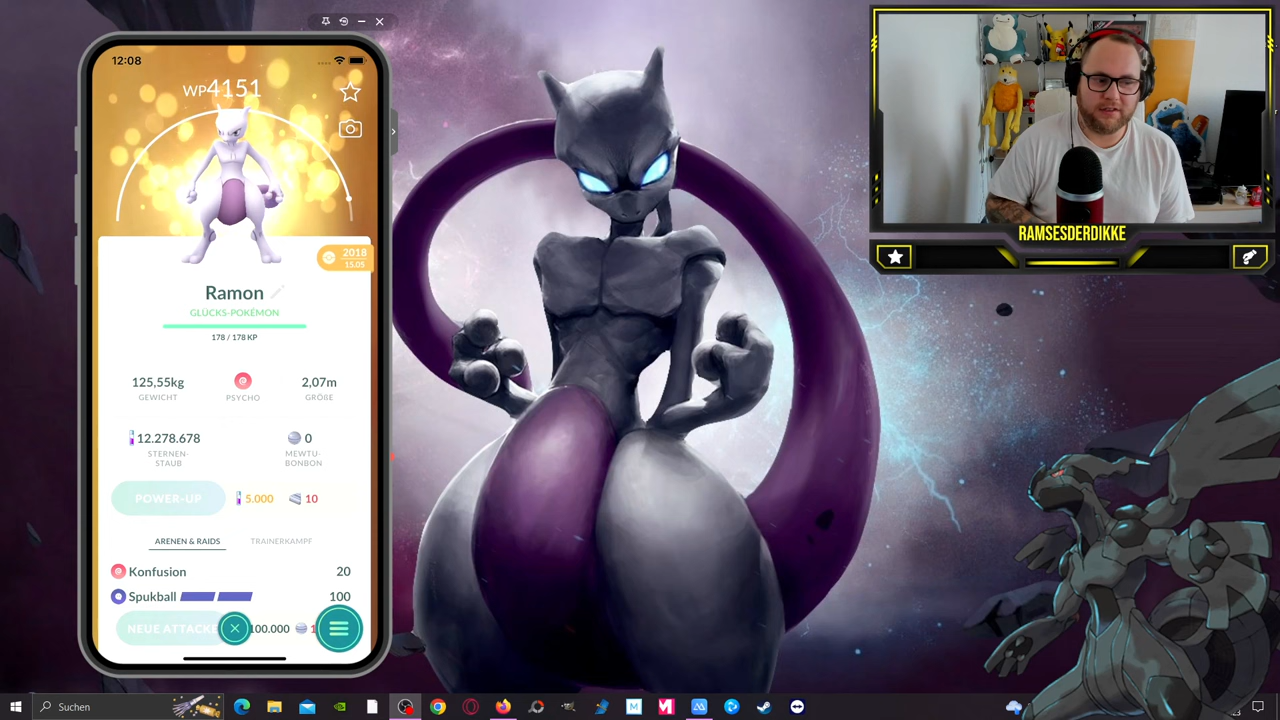 12:08
WP4151
2018
15.05
Ramon
GLÜCKS-POKÉMON
178 / 178 KP
125,55kg
GEWICHT
PSYCHO
2,07m
GRÖßE
12.278.678
STERNEN-
STAUB
0
MEWTU-
BONBON
POWER-UP
5.000
10
ARENEN & RAIDS
TRAINERKAMPF
Konfusion
20
Spukball
100
NEUE ATTACKE
100.000
RAMSESDERDIKKE
Suchen